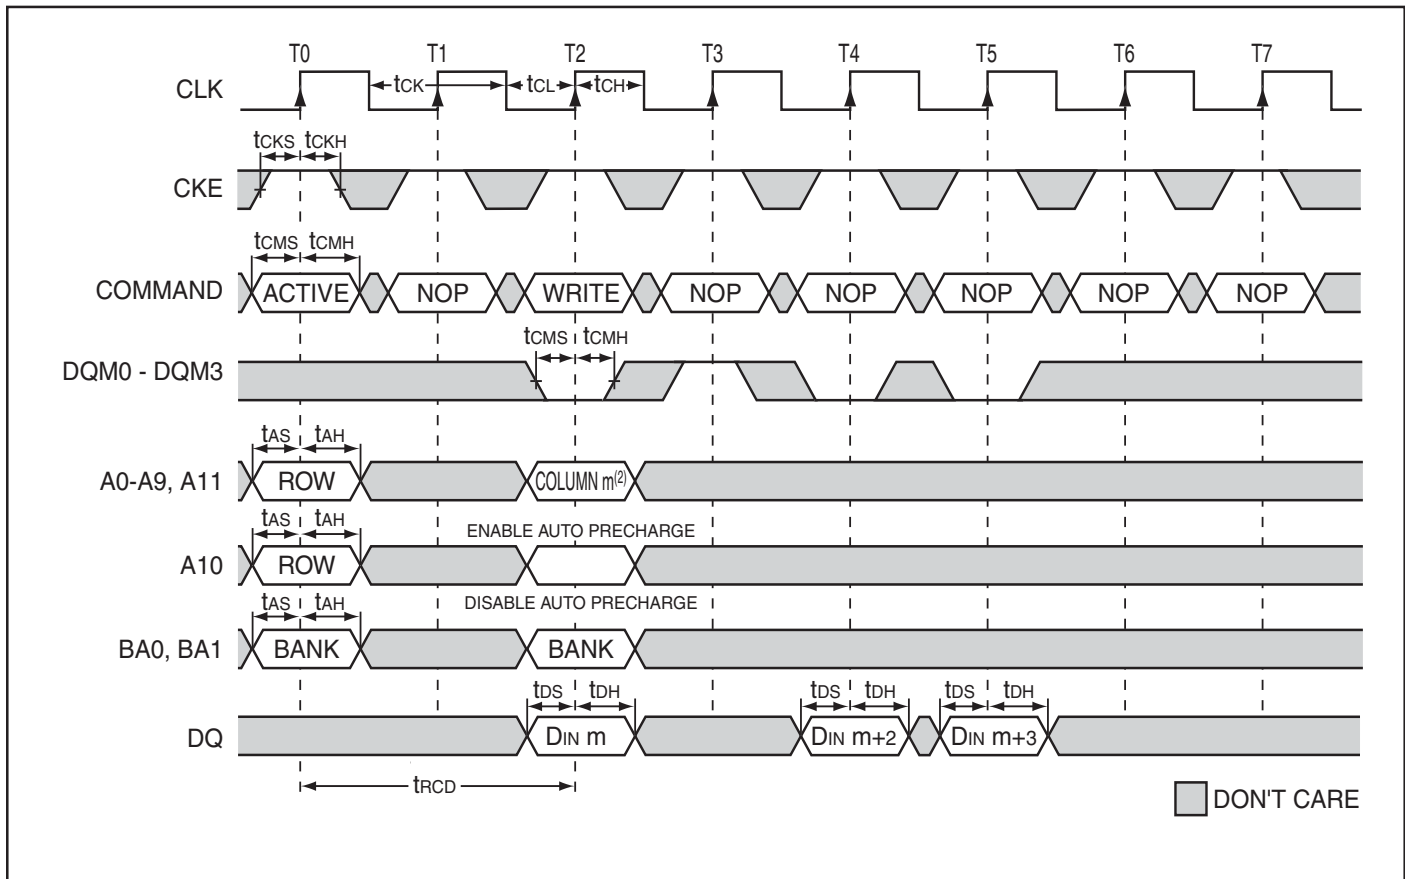 T0 T1 T2 T3 T4 T5 T6 T7
CLK tCK tCL tCH
tCKS tCKH
CKE
tCMS tCMH
COMMAND ACTIVE NOP WRITE NOP NOP NOP NOP NOP
tCMS tCMH
DQM0 - DQM3
tAS tAH
A0-A9, A11 ROW COLUMN m(2)
tAS tAH ENABLE AUTO PRECHARGE
A10 ROW
tAS tAH DISABLE AUTO PRECHARGE
BA0, BA1 BANK BANK
tDS tDH tDS tDH tDS tDH
DQ DIN m DIN m+2 DIN m+3
tRCD
DON'T CARE